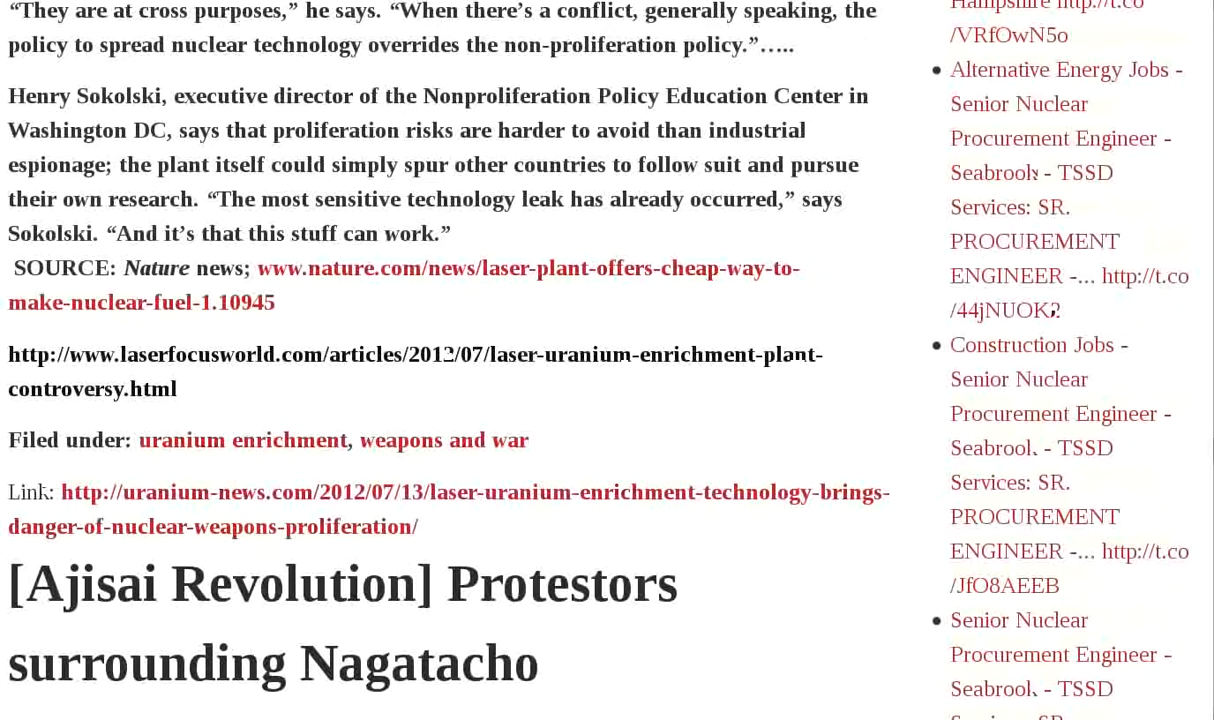 “They are at cross purposes,” he says. “When there’s a conflict, generally speaking, the
policy to spread nuclear technology overrides the non-proliferation policy.”…..
Henry Sokolski, executive director of the Nonproliferation Policy Education Center in
Washington DC, says that proliferation risks are harder to avoid than industrial
espionage; the plant itself could simply spur other countries to follow suit and pursue
their own research. “The most sensitive technology leak has already occurred,” says
Sokolski. “And it’s that this stuff can work.”
SOURCE: Nature news; www.nature.com/news/laser-plant-offers-cheap-way-to-
make-nuclear-fuel-1.10945
http://www.laserfocusworld.com/articles/2012/07/laser-uranium-enrichment-plant-
controversy.html
Filed under: uranium enrichment, weapons and war
Link: http://uranium-news.com/2012/07/13/laser-uranium-enrichment-technology-brings-
danger-of-nuclear-weapons-proliferation/
[Ajisai Revolution] Protestors
surrounding Nagatacho
Hampshire http://t.co
/VRfOwN5o
Alternative Energy Jobs -
Senior Nuclear
Procurement Engineer -
Seabrook - TSSD
Services: SR.
PROCUREMENT
ENGINEER -... http://t.co
/44jNUOK2
Construction Jobs -
Senior Nuclear
Procurement Engineer -
Seabrook - TSSD
Services: SR.
PROCUREMENT
ENGINEER -... http://t.co
/JfO8AEEB
Senior Nuclear
Procurement Engineer -
Seabrook - TSSD